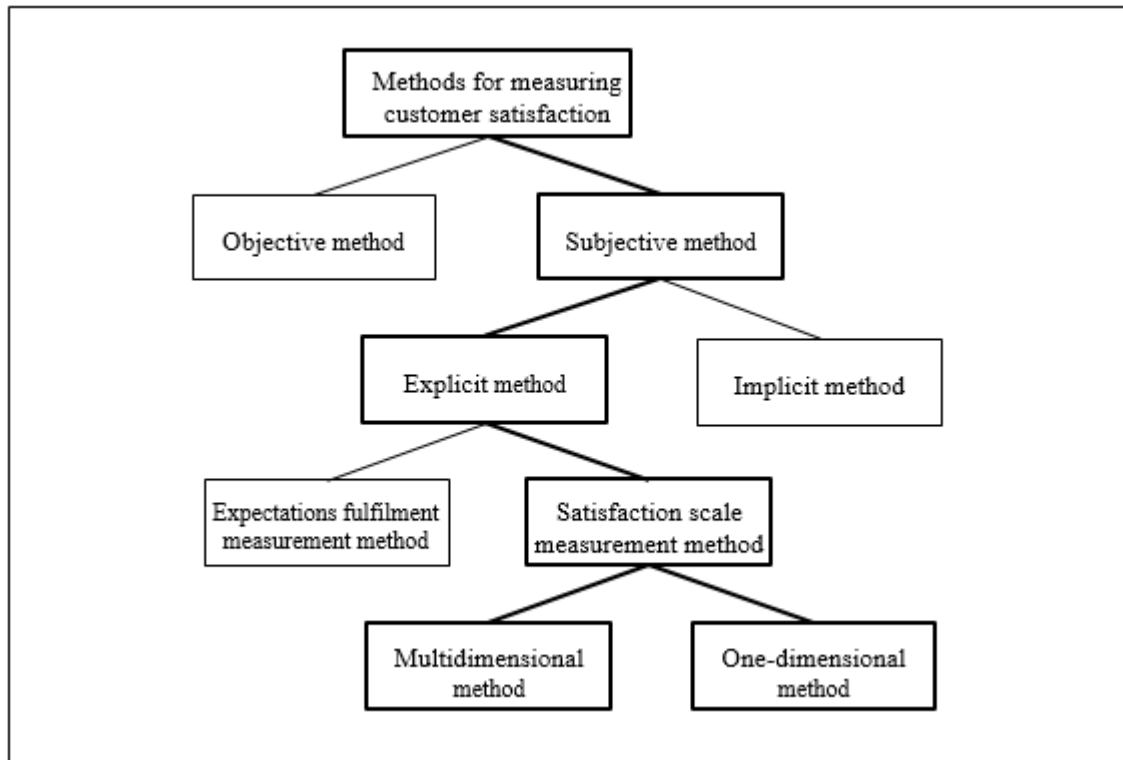 Methods for measuring
customer satisfaction
Objective method
Subjective method
Explicit method
Implicit method
Expectations fulfilment
measurement method
Satisfaction scale
measurement method
Multidimensional
method
One-dimensional
method